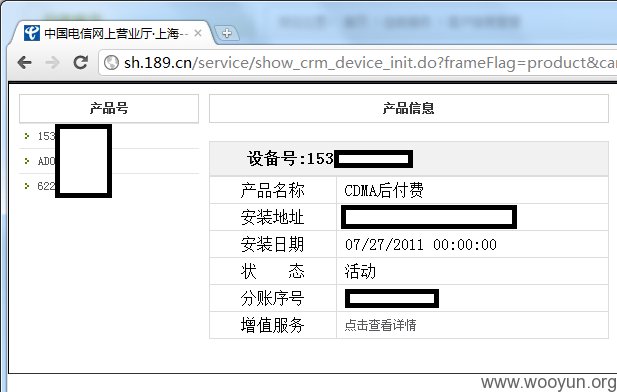 中国电信网上营业厅·上海--
sh.189.cn/service/show_crm_device_init.do?frameFlag=product&ca
产品号
产品信息
153
AD0
622
设备号:153
产品名称 CDMA后付费
安装地址
安装日期 07/27/2011 00:00:00
状 态 活动
分账序号
增值服务 点击查看详情
www.wooyun.org